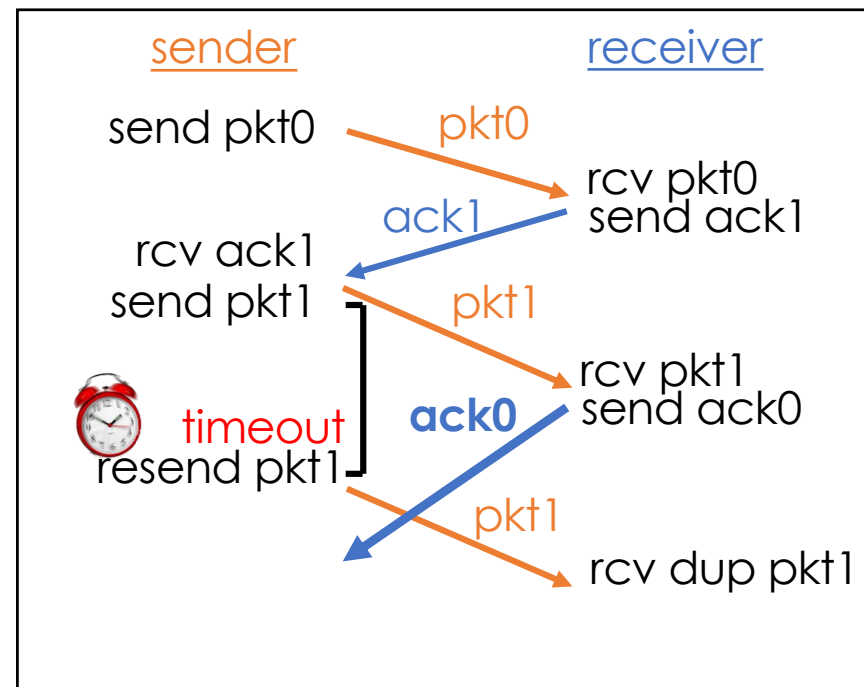 sender
receiver
send pkt0
pkt0
rcv pkt0
send ack1
ack1
rcv ack1
send pkt1
pkt1
rcv pkt1
send ack0
ack0
timeout
resend pkt1
pkt1
rcv dup pkt1